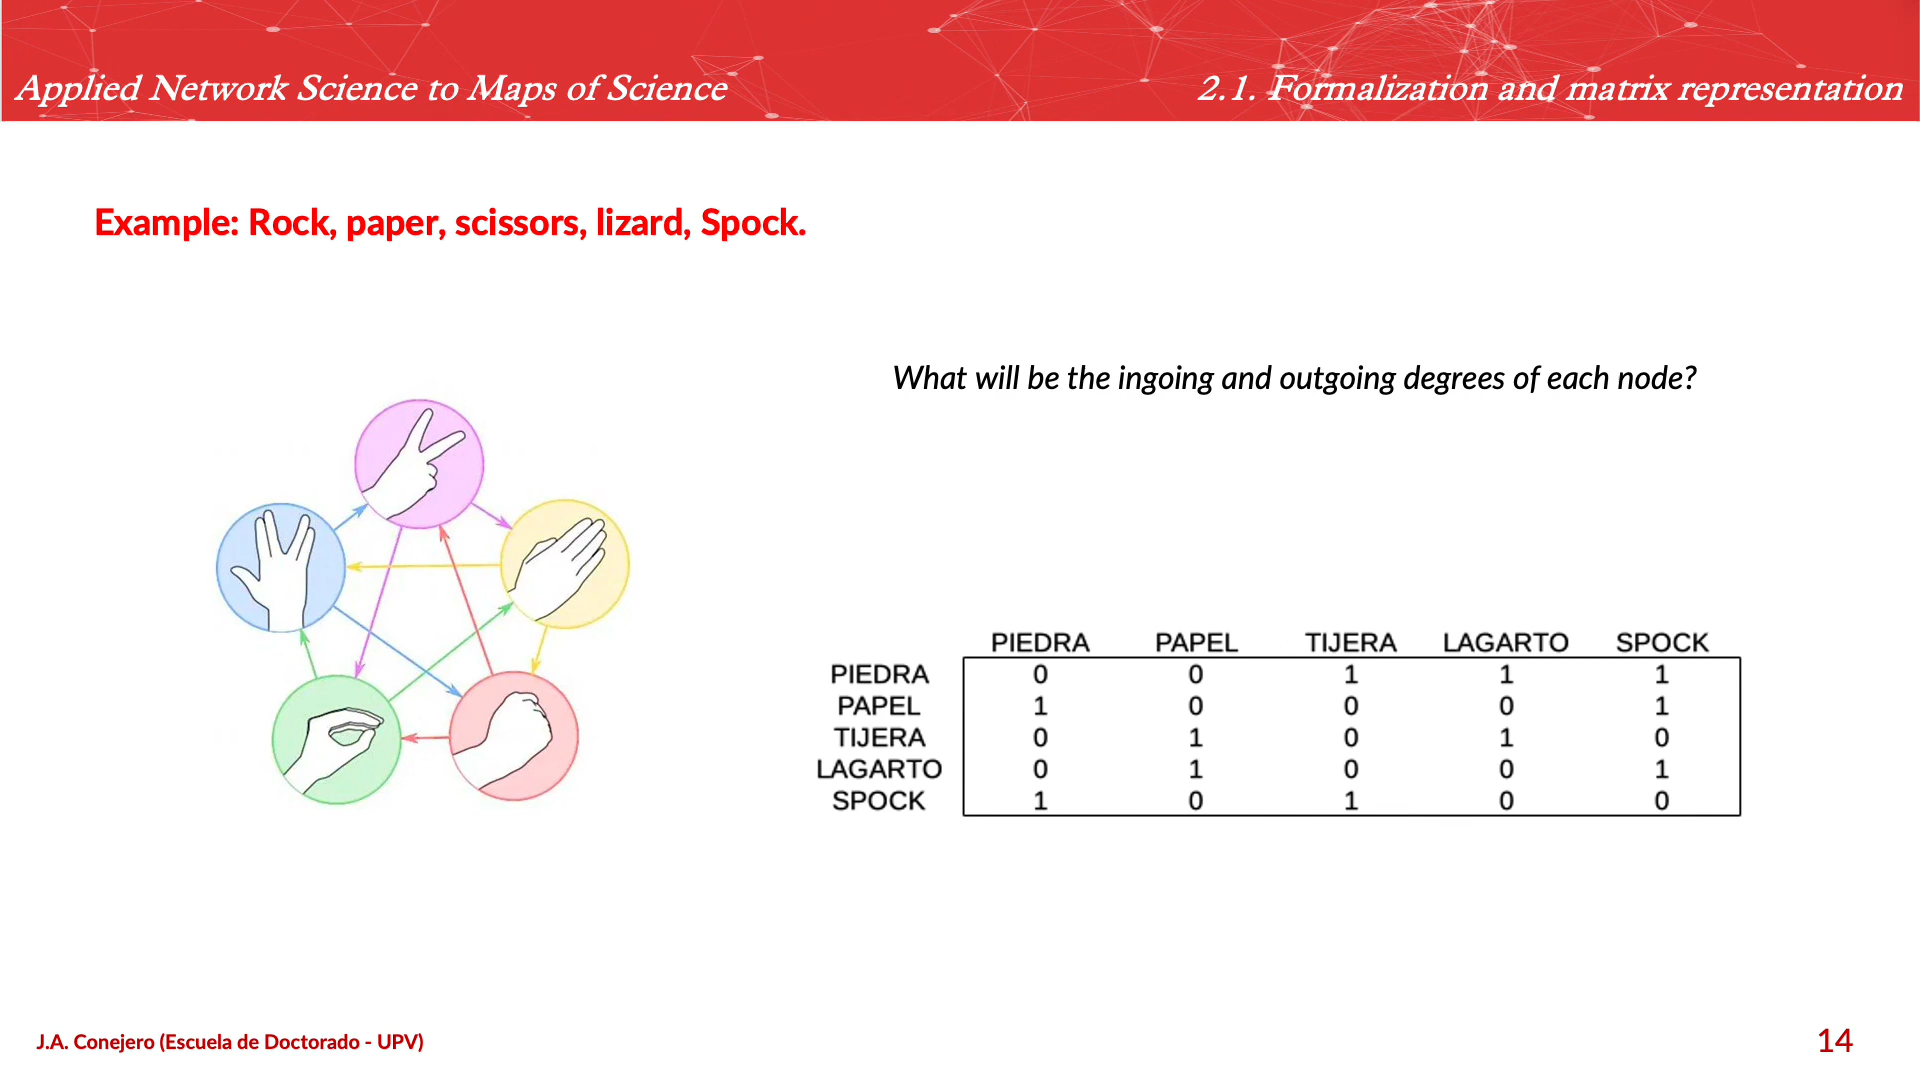 Applied Network Science to Maps of Science
2.1. Formalization and matrix representation
Example: Rock, paper, scissors, lizard, Spock.
What will be the ingoing and outgoing degrees of each node?
PIEDRA PAPEL TIJERA LAGARTO SPOCK
PIEDRA 0 0 1 1 1
PAPEL 1 0 0 0 1
TIJERA 0 1 0 1 0
LAGARTO 0 1 0 0 1
SPOCK 1 0 1 0 0
J.A. Conejero (Escuela de Doctorado - UPV)
14